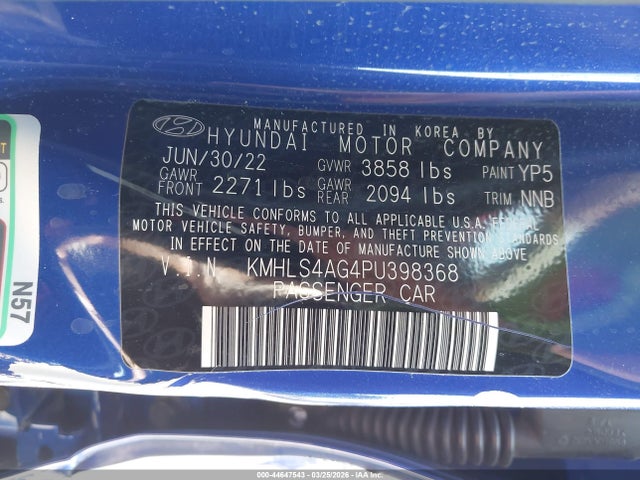 MANUFACTURED IN KOREA BY
HYUNDAI MOTOR COMPANY
JUN/30/22 GVWR 3858 lbs PAINT YP5
GAWR FRONT 2271 lbs GAWR REAR 2094 lbs TRIM NNB
THIS VEHICLE CONFORMS TO ALL APPLICABLE U.S.A. FEDERAL
MOTOR VEHICLE SAFETY, BUMPER, AND THEFT PREVENTION STANDARDS
IN EFFECT ON THE DATE OF MANUFACTURE SHOWN ABOVE
V.I.N KMHLS4AG4PU398368
PASSENGER CAR
N57
000-44647543 - 03/25/2026 - COPART